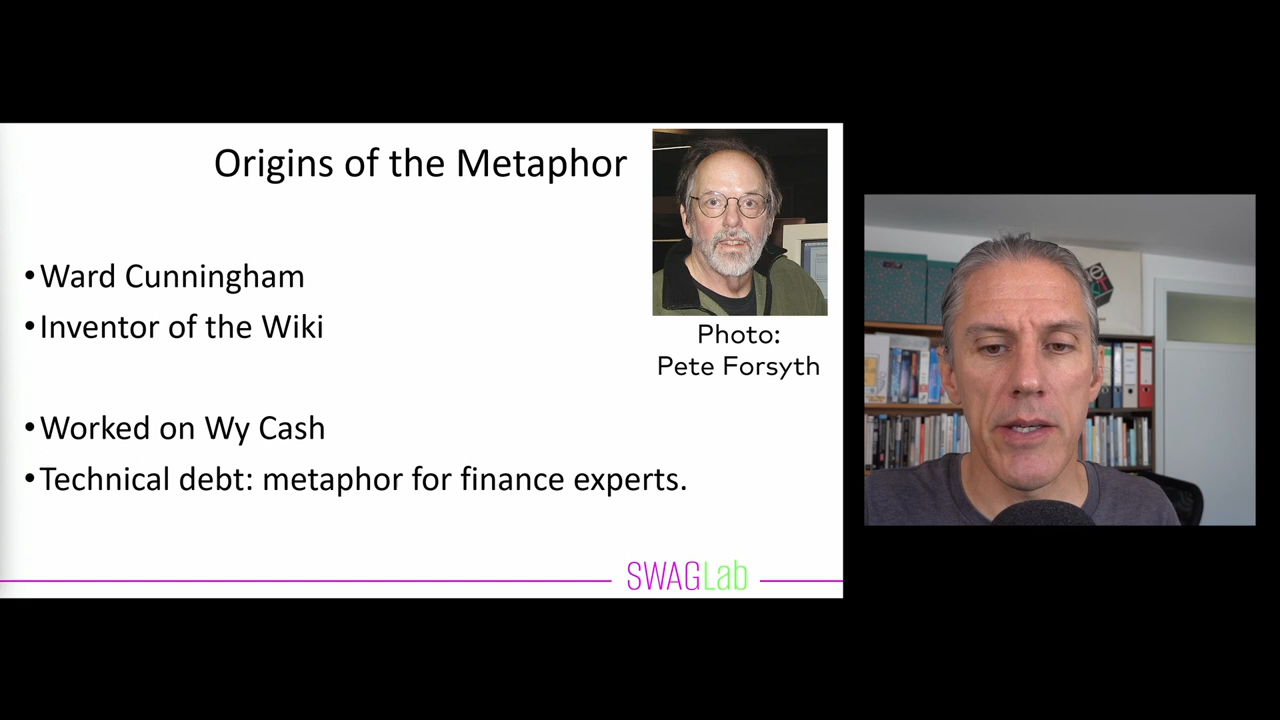 Origins of the Metaphor
•Ward Cunningham
•Inventor of the Wiki
•Worked on Wy Cash
•Technical debt: metaphor for finance experts.
Photo:
Pete Forsyth
SWAGLab